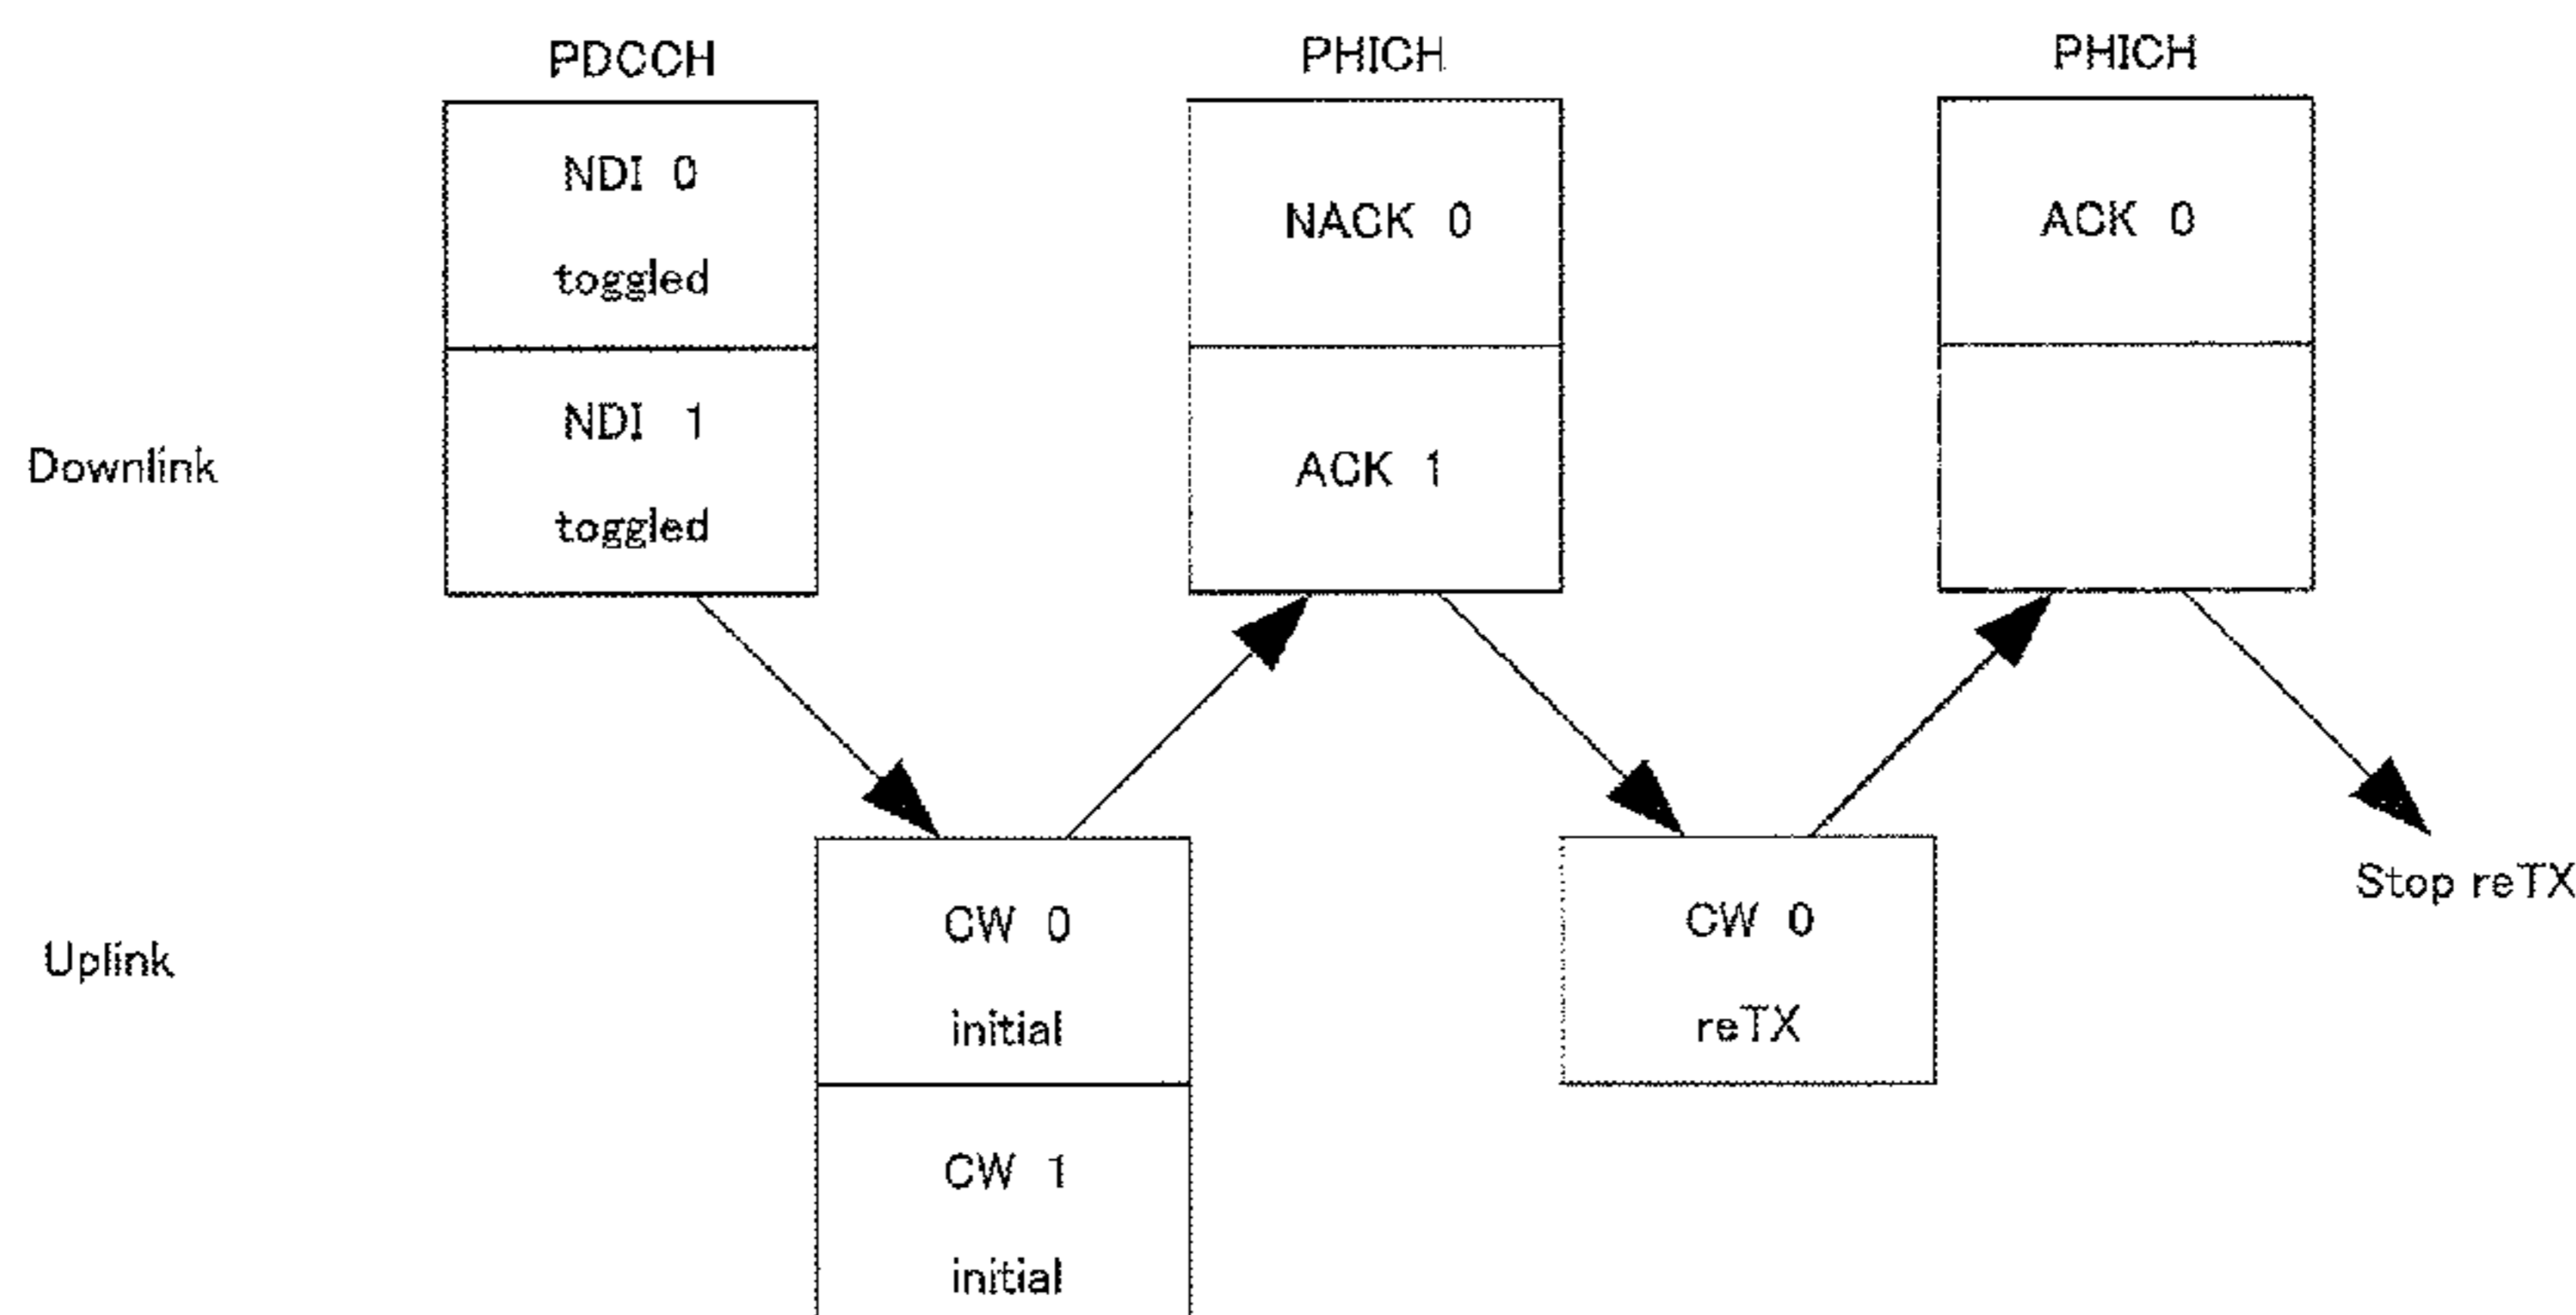 PDCCH
PHICH
PHICH
NDI 0
toggled
NDI 1
toggled
NACK 0
ACK 1
ACK 0
Downlink
CW 0
initial
CW 1
initial
CW 0
reTX
Stop reTX
Uplink